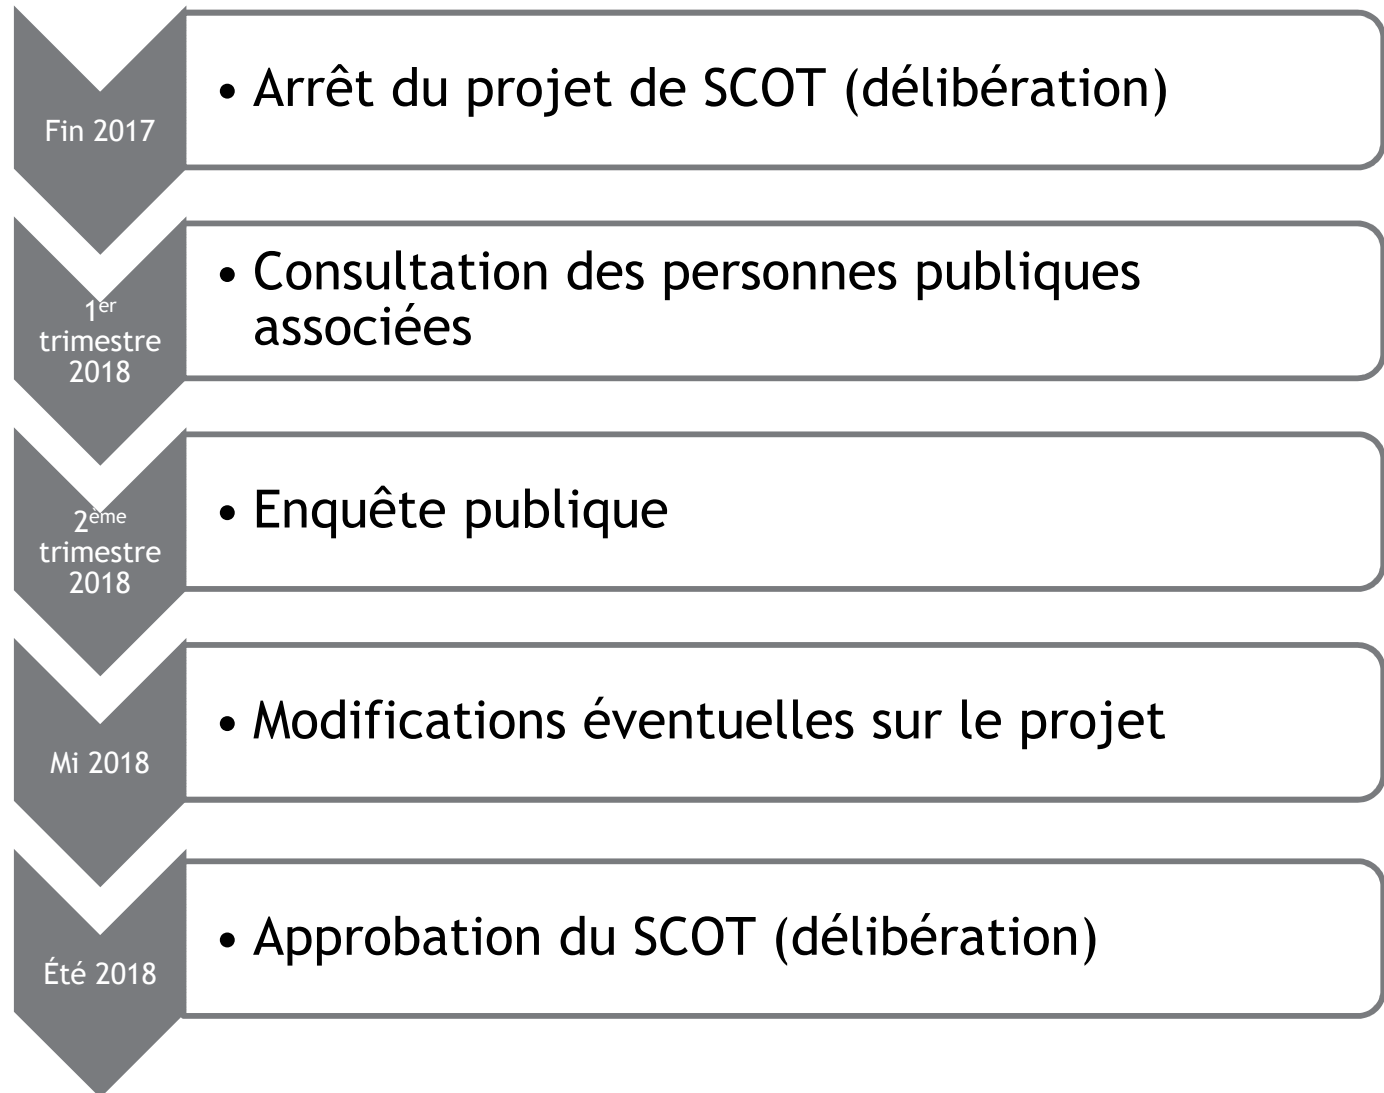 Fin 2017
• Arrêt du projet de SCOT (délibération)
1er
trimestre
2018
• Consultation des personnes publiques
associées
2ème
trimestre
2018
• Enquête publique
Mi 2018
• Modifications éventuelles sur le projet
Été 2018
• Approbation du SCOT (délibération)